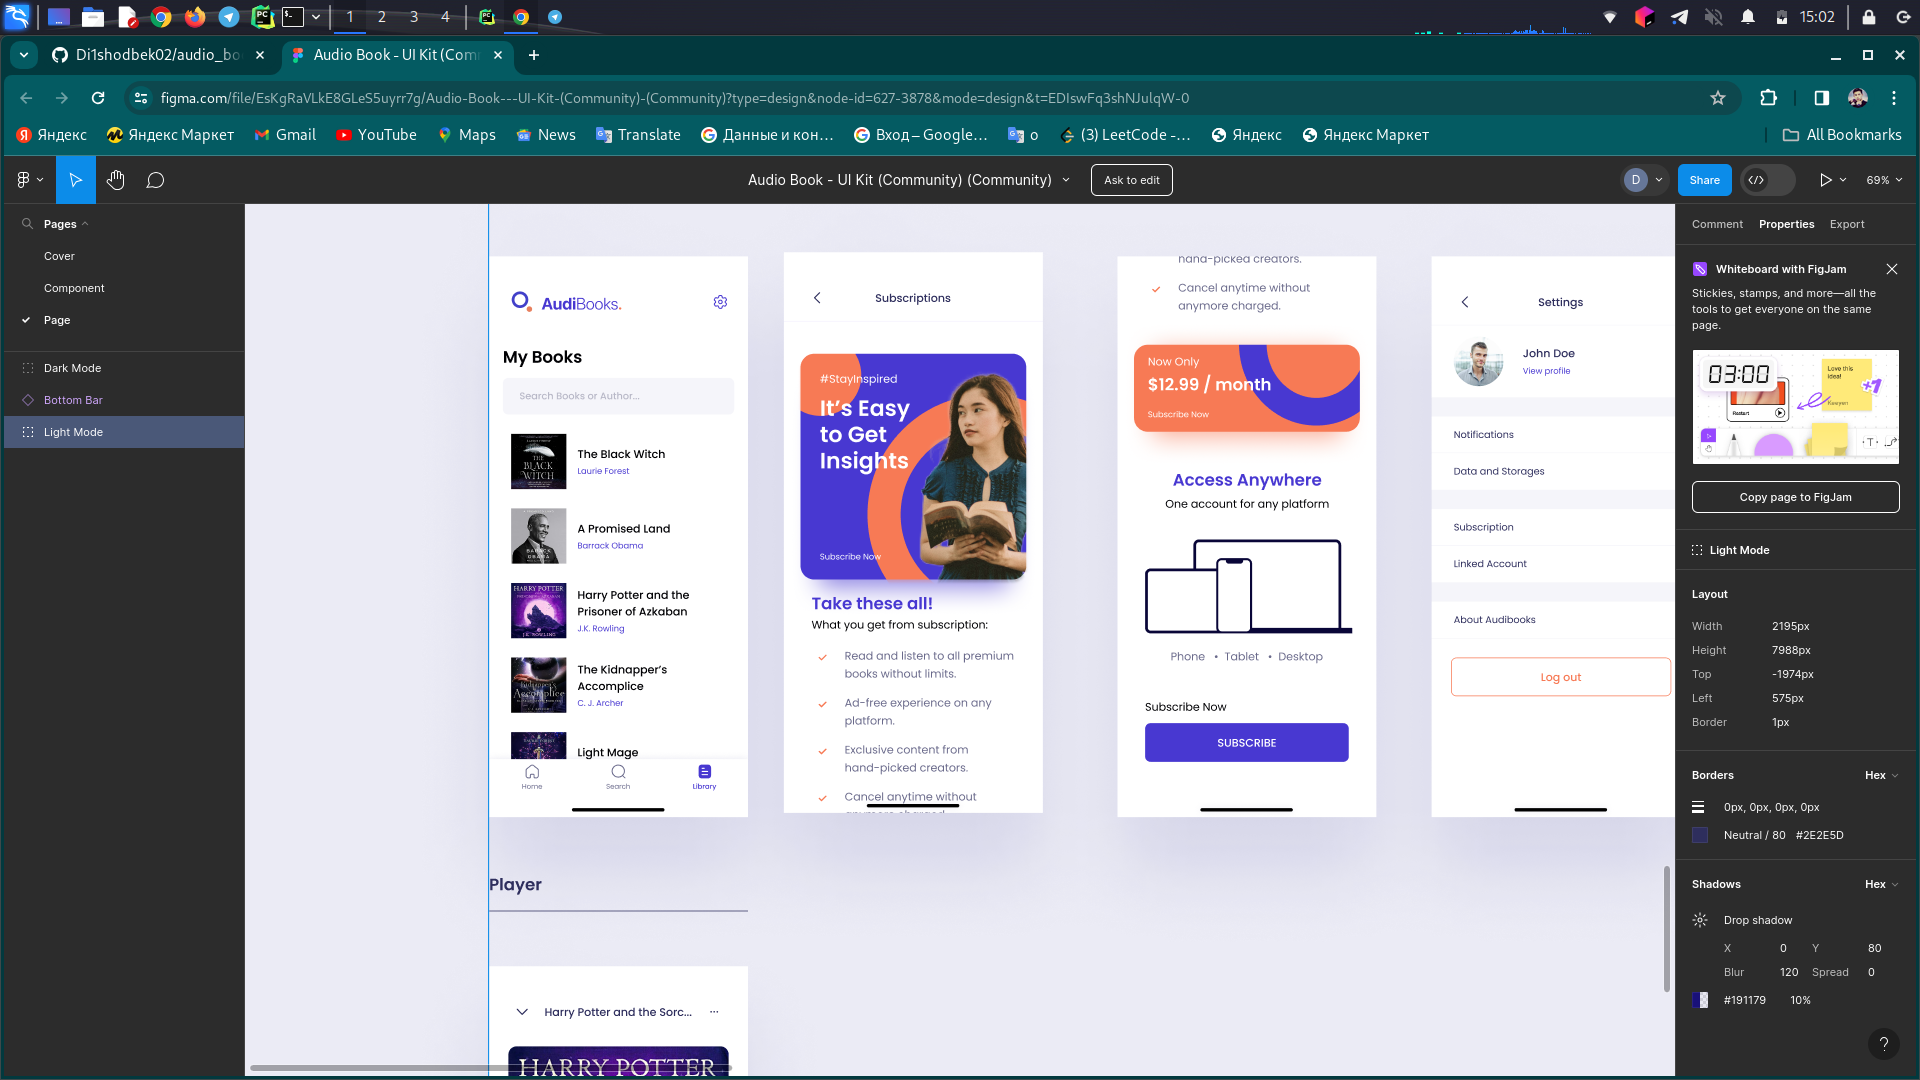 1
2
3
4
15:02
Di1shodbek02/audio_bo
Audio Book - UI Kit (Com
figma.com/file/EsKgRaVLkE8GLeS5uyrr7g/Audio-Book---UI-Kit-(Community)-(Community)?type=design&node-id=627-3878&mode=design&t=EDIswFq3shNJulqW-0
Яндекс
Яндекс Маркет
Gmail
YouTube
Maps
News
Translate
Данные и кон...
Вход – Google...
о
(3) LeetCode -...
Яндекс
Яндекс Маркет
All Bookmarks
Audio Book - UI Kit (Community) (Community)
Ask to edit
D
Share
69%
Pages
Cover
Component
Page
Dark Mode
Bottom Bar
Light Mode
AudiBooks.
My Books
Search Books or Author...
The Black Witch
Laurie Forest
A Promised Land
Barrack Obama
Harry Potter and the
Prisoner of Azkaban
J.K. Rowling
The Kidnapper's
Accomplice
C. J. Archer
Light Mage
Home
Search
Library
Subscriptions
#StayInspired
It's Easy
to Get
Insights
Subscribe Now
Take these all!
What you get from subscription:
Read and listen to all premium
books without limits.
Ad-free experience on any
platform.
Exclusive content from
hand-picked creators.
Cancel anytime without
hand-picked creators.
Cancel anytime without
anymore charged.
Now Only
$12.99 / month
Subscribe Now
Access Anywhere
One account for any platform
Phone • Tablet • Desktop
Subscribe Now
SUBSCRIBE
Settings
John Doe
View profile
Notifications
Data and Storages
Subscription
Linked Account
About Audibooks
Log out
Player
Harry Potter and the Sorc...
HARRY POTTER
Comment
Properties
Export
Whiteboard with FigJam
Stickies, stamps, and more—all the
tools to get everyone on the same
page.
03:00
Love this
idea!
Restart
+1
Copy page to FigJam
Light Mode
Layout
Width 2195px
Height 7988px
Top -1974px
Left 575px
Border 1px
Borders
Hex
0px, 0px, 0px, 0px
Neutral / 80 #2E2E5D
Shadows
Hex
Drop shadow
X 0 Y 80
Blur 120 Spread 0
#191179 10%
?